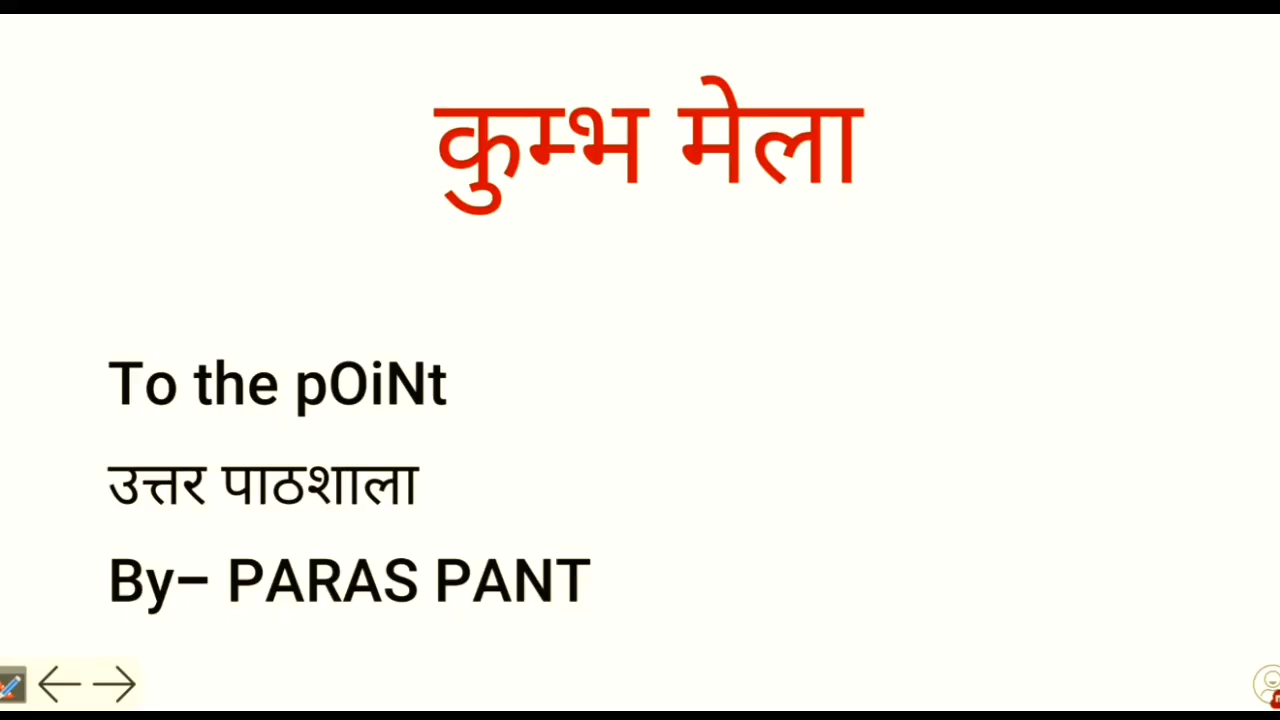 कुम्भ मेला
To the pOiNt
उत्तर पाठशाला
By– PARAS PANT